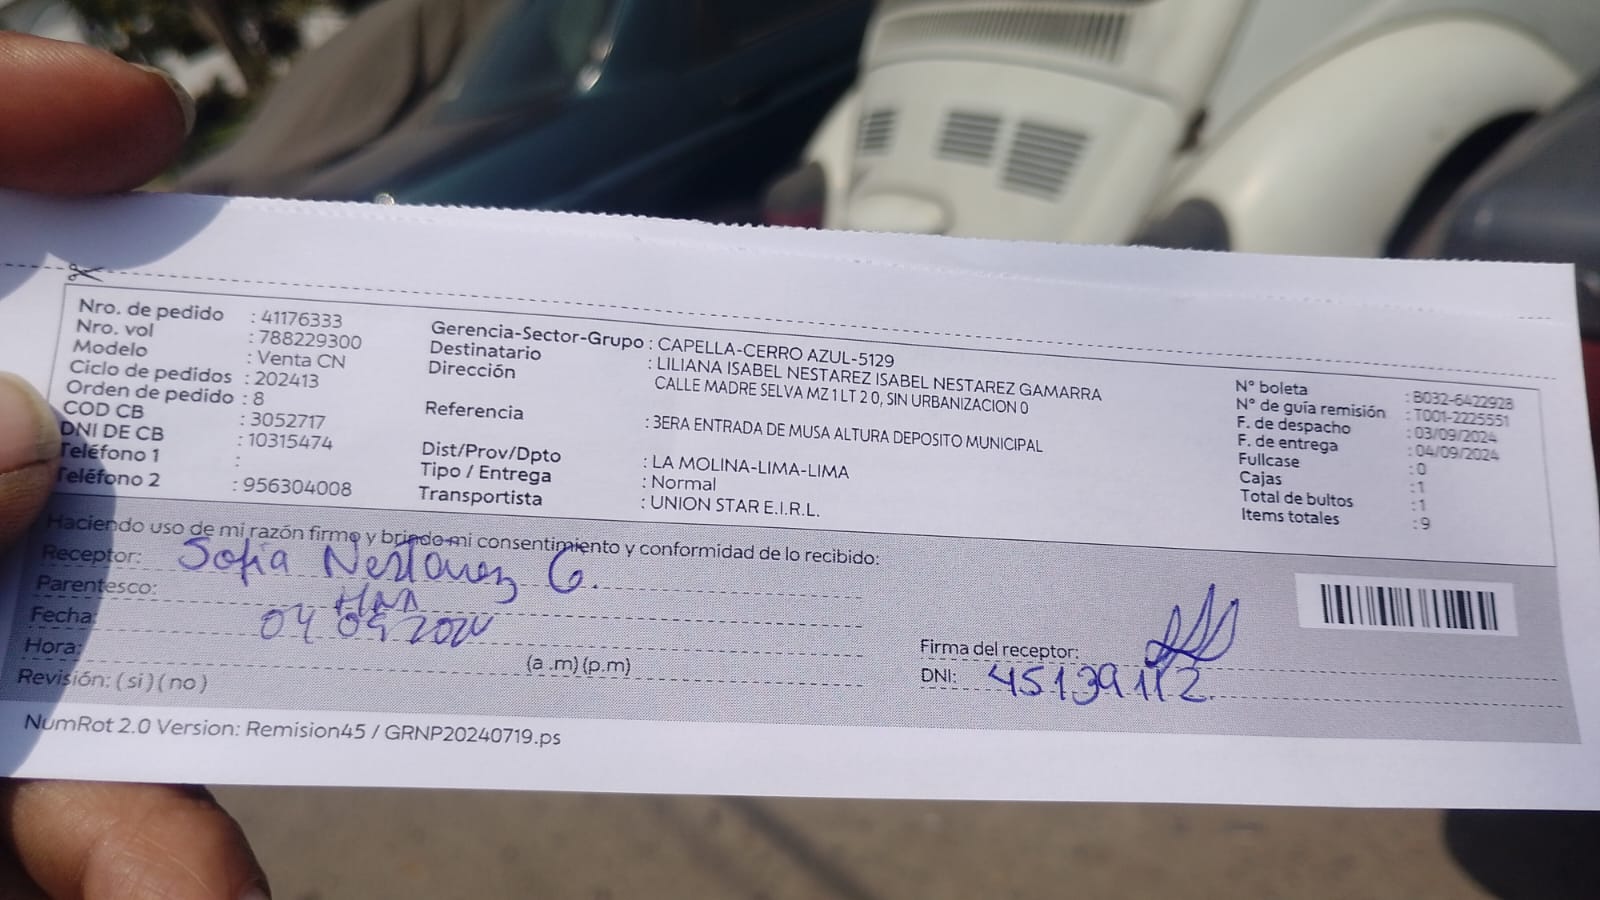 Nro. de pedido : 41176333
Nro. vol : 788229300
Modelo : Venta CN
Ciclo de pedidos : 202413
Orden de pedido : 8
COD CB : 3052717
DNI DE CB : 10315474
Teléfono 1 :
Teléfono 2 : 956304008
Gerencia-Sector-Grupo : CAPELLA-CERRO AZUL-5129
Destinatario : LILIANA ISABEL NESTAREZ ISABEL NESTAREZ GAMARRA
Dirección CALLE MADRE SELVA MZ 1 LT 2 0, SIN URBANIZACION 0
Referencia : 3ERA ENTRADA DE MUSA ALTURA DEPOSITO MUNICIPAL
Dist/Prov/Dpto : LA MOLINA-LIMA-LIMA
Tipo / Entrega : Normal
Transportista : UNION STAR E.I.R.L.
N° boleta : B032-6422928
N° de guía remisión : T001-2225551
F. de despacho : 03/09/2024
F. de entrega : 04/09/2024
Fullcase : 0
Cajas : 1
Total de bultos : 1
Items totales : 9
Haciendo uso de mi razón firmo y brindo mi consentimiento y conformidad de lo recibido:
Receptor: Sofia Nestarez G.
Parentesco:
Fecha: 04 09 2024
Hora: (a .m) (p.m)
Revisión: ( si ) ( no )
Firma del receptor:
DNI: 45139112
NumRot 2.0 Version: Remision45 / GRNP20240719.ps